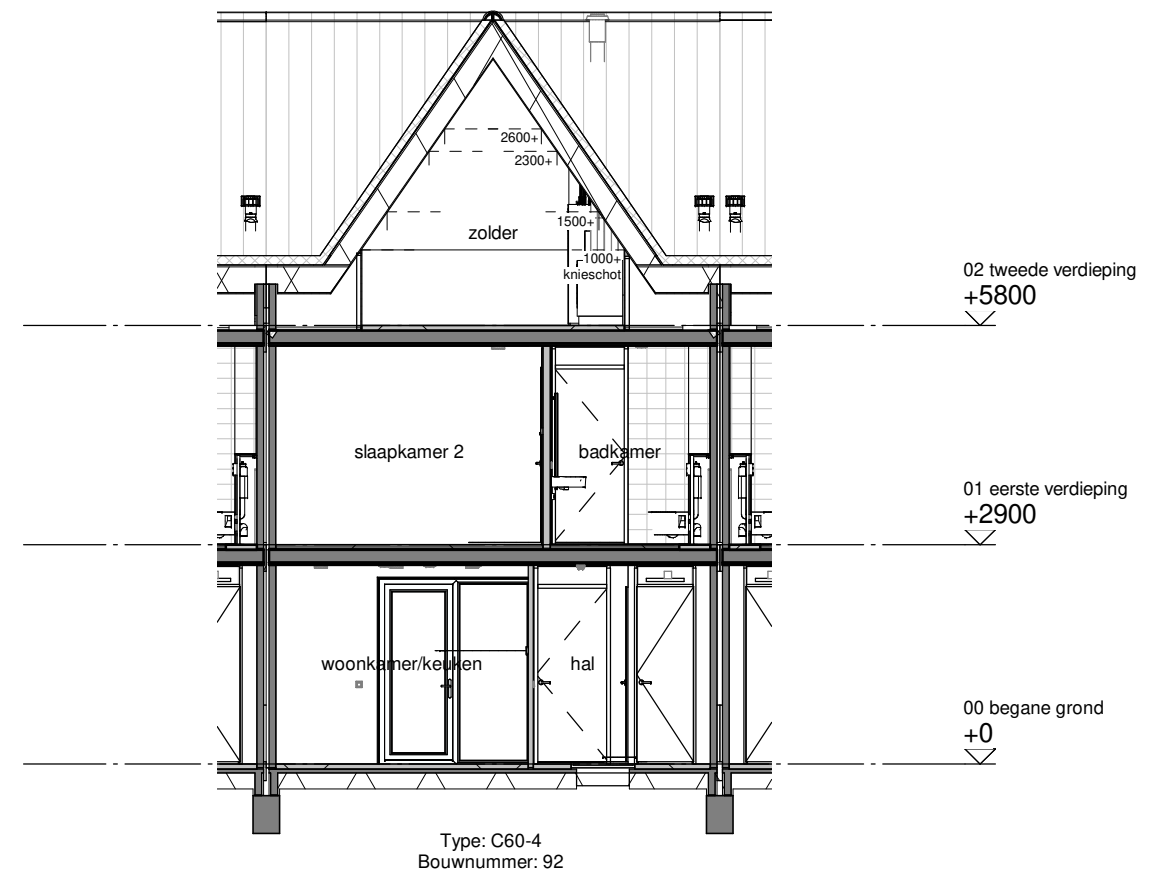 2600+
2300+
1500+
zolder
1000+
knieschot
02 tweede verdieping
+5800
slaapkamer 2
badkamer
01 eerste verdieping
+2900
woonkamer/keuken
hal
00 begane grond
+0
Type: C60-4
Bouwnummer: 92